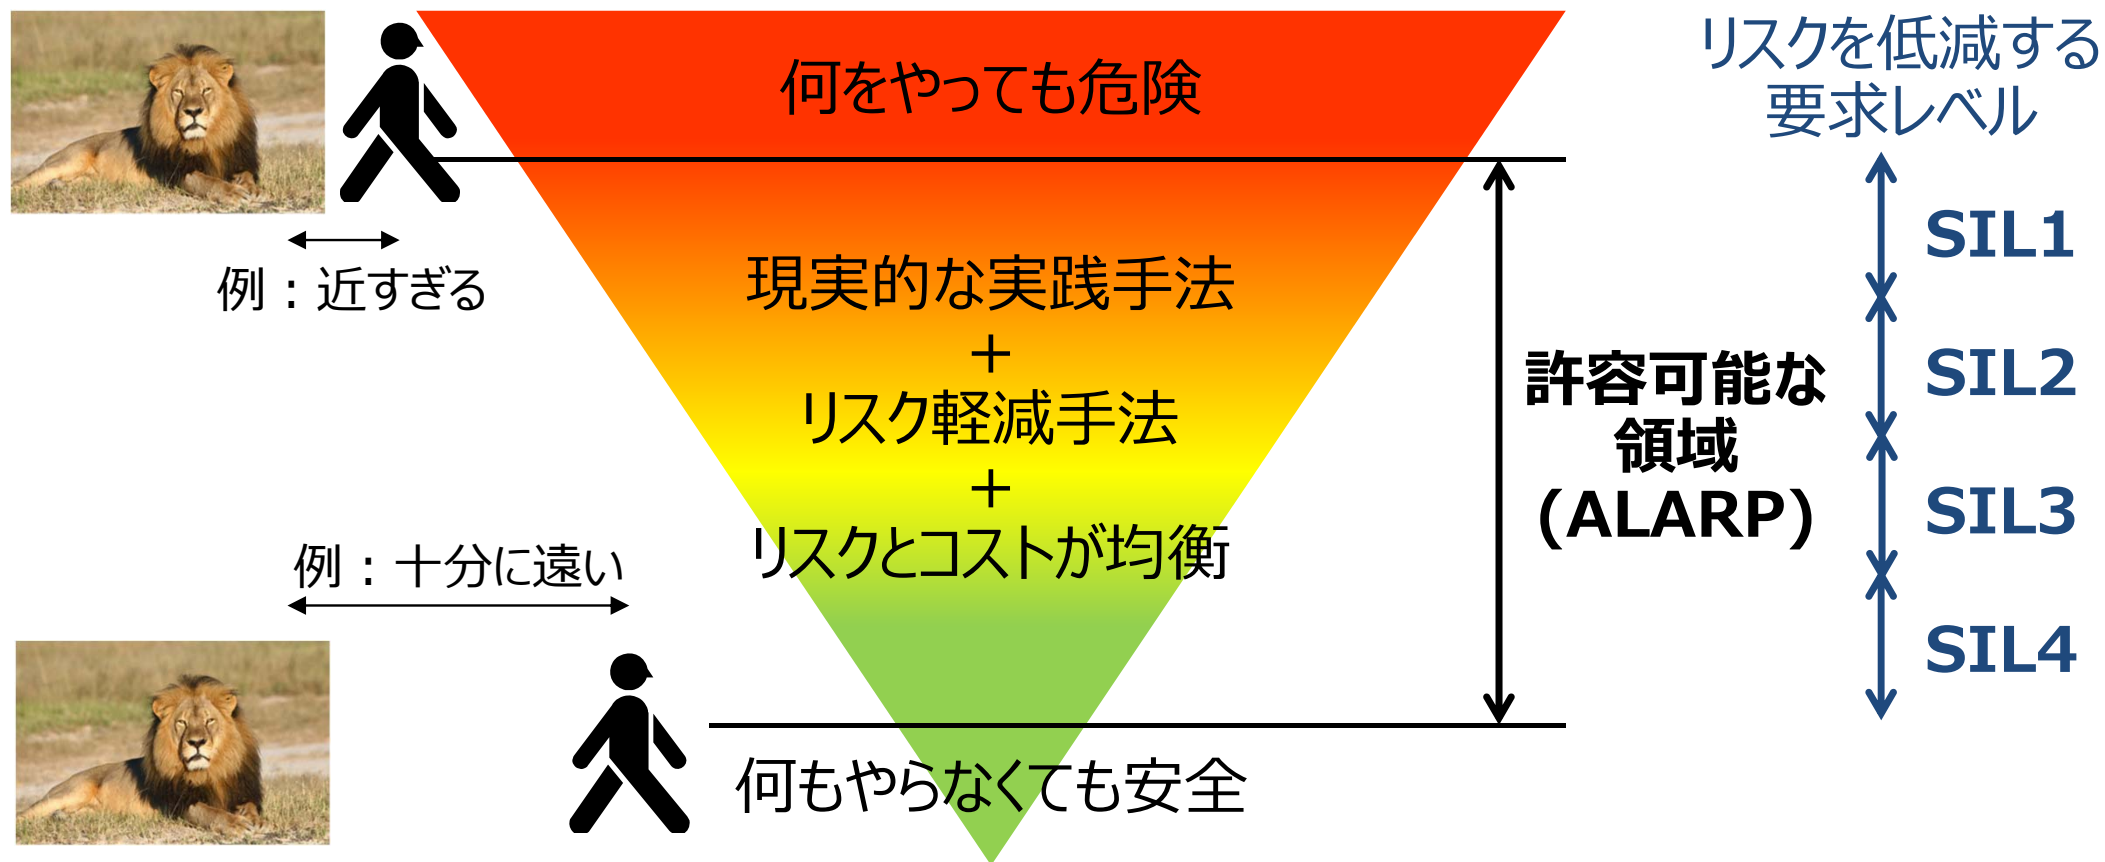 何をやっても危険
リスクを低減する
要求レベル
例：近すぎる
現実的な実践手法
+
リスク軽減手法
+
リスクとコストが均衡
許容可能な
領域
(ALARP)
SIL1
SIL2
SIL3
SIL4
例：十分に遠い
何もやらなくても安全